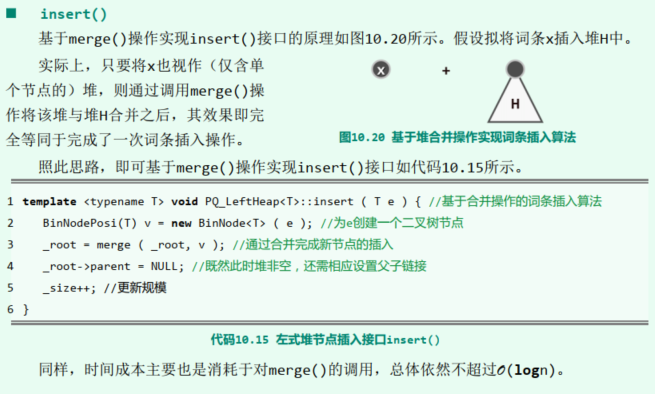 ■ insert()
基于merge()操作实现insert()接口的原理如图10.20所示。假设拟将词条x插入堆H中。
实际上，只要将x也视作（仅含单
个节点的）堆，则通过调用merge()操
作将该堆与堆H合并之后，其效果即完
全等同于完成了一次词条插入操作。
x + H
图10.20 基于堆合并操作实现词条插入算法
照此思路，即可基于merge()操作实现insert()接口如代码10.15所示。
1 template <typename T> void PQ_LeftHeap<T>::insert ( T e ) { //基于合并操作的词条插入算法
2 BinNodePosi(T) v = new BinNode<T> ( e ); //为e创建一个二叉树节点
3 _root = merge ( _root, v ); //通过合并完成新节点的插入
4 _root->parent = NULL; //既然此时堆非空，还需相应设置父子链接
5 _size++; //更新规模
6 }
代码10.15 左式堆节点插入接口insert()
同样，时间成本主要也是消耗于对merge()的调用，总体依然不超过O(logn)。